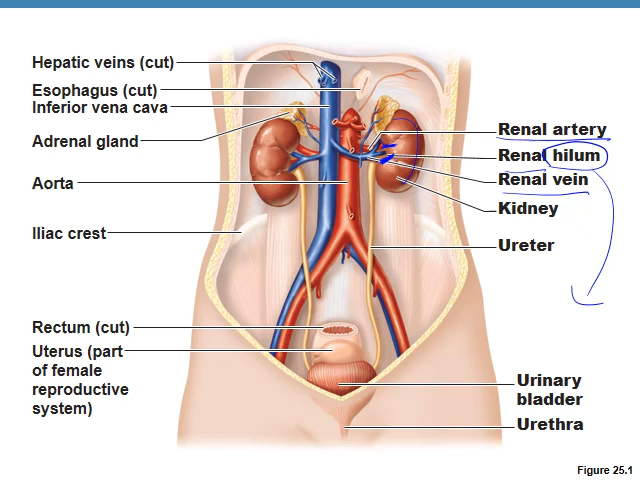 Hepatic veins (cut)
Esophagus (cut)
Inferior vena cava
Adrenal gland
Aorta
Iliac crest
Rectum (cut)
Uterus (part
of female
reproductive
system)
Renal artery
Renal hilum
Renal vein
Kidney
Ureter
Urinary
bladder
Urethra
Figure 25.1